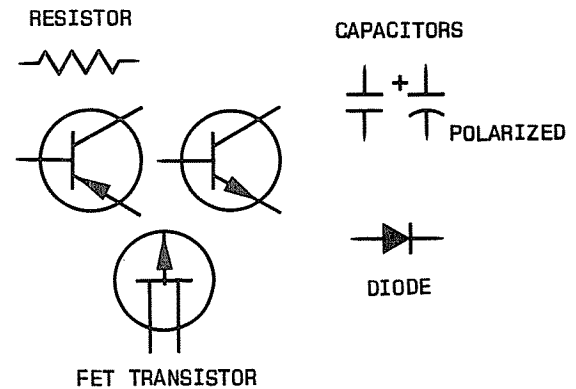 RESISTOR
CAPACITORS
+
POLARIZED
DIODE
FET TRANSISTOR